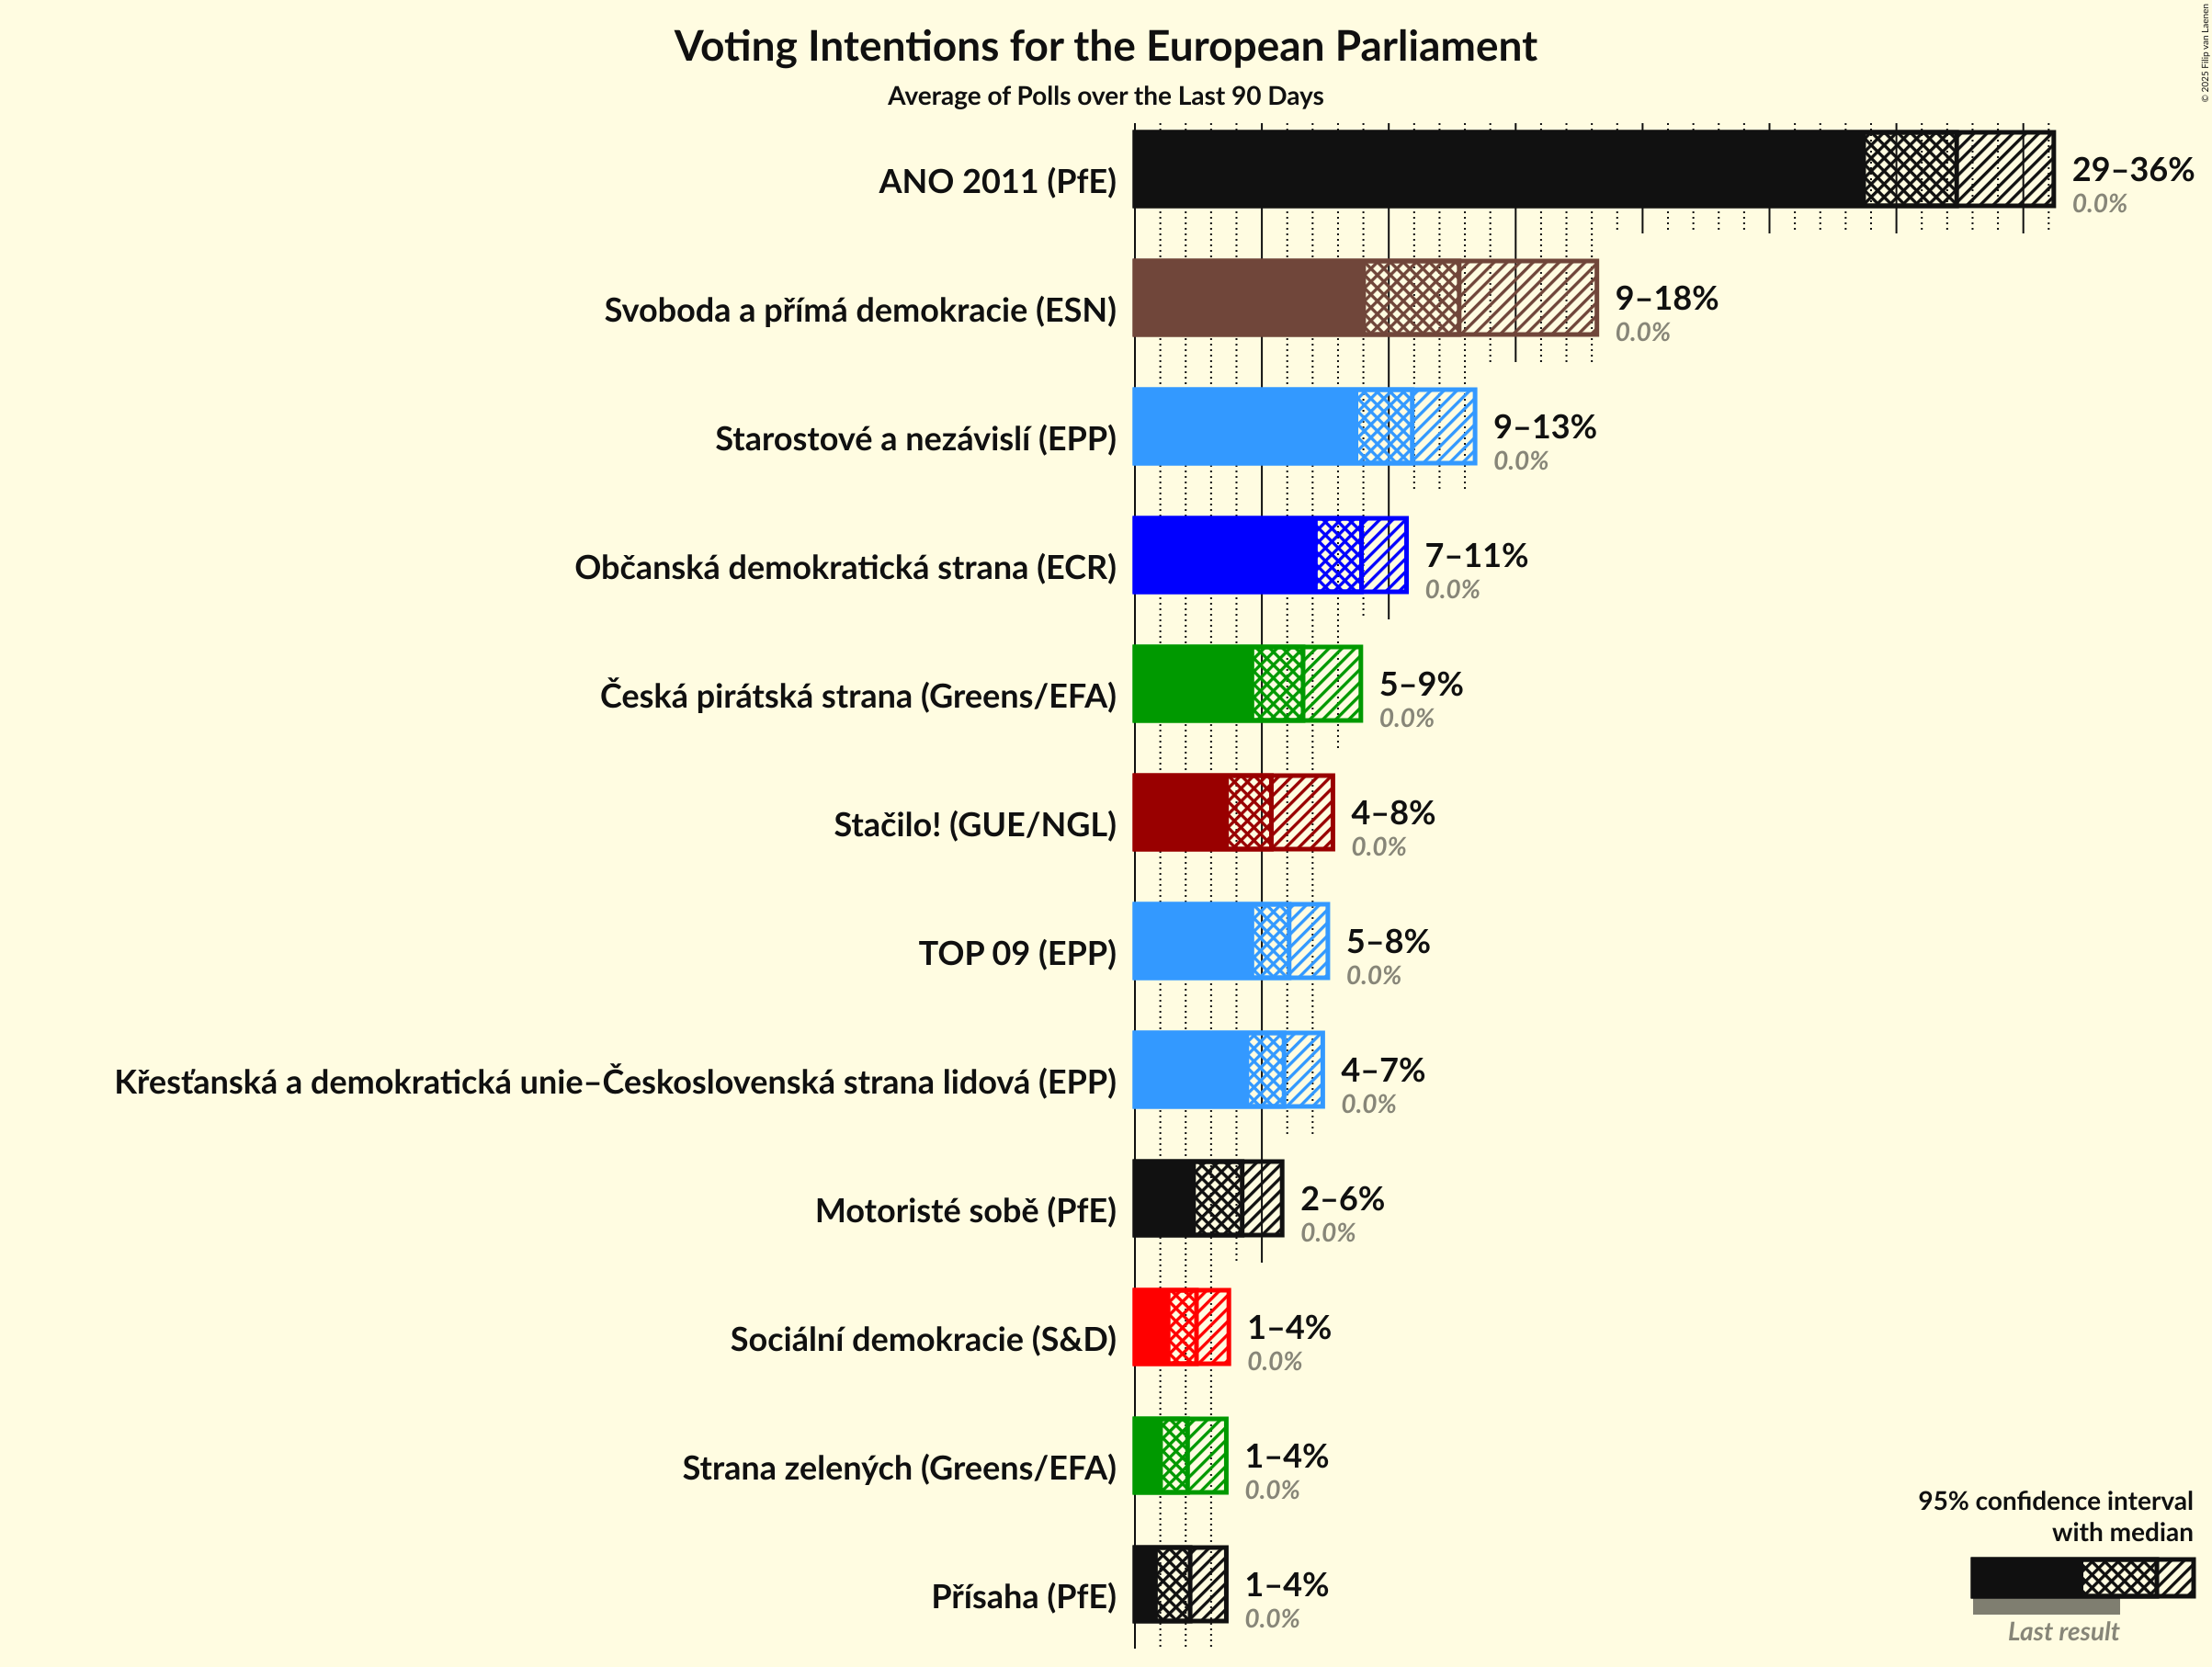 Voting Intentions for the European Parliament
Average of Polls over the Last 90 Days
© 2025 Filip van Laenen
ANO 2011 (PfE)
29–36%
0.0%
Svoboda a přímá demokracie (ESN)
9–18%
0.0%
Starostové a nezávislí (EPP)
9–13%
0.0%
Občanská demokratická strana (ECR)
7–11%
0.0%
Česká pirátská strana (Greens/EFA)
5–9%
0.0%
Stačilo! (GUE/NGL)
4–8%
0.0%
TOP 09 (EPP)
5–8%
0.0%
Křesťanská a demokratická unie–Československá strana lidová (EPP)
4–7%
0.0%
Motoristé sobě (PfE)
2–6%
0.0%
Sociální demokracie (S&D)
1–4%
0.0%
Strana zelených (Greens/EFA)
1–4%
0.0%
Přísaha (PfE)
1–4%
0.0%
95% confidence interval
with median
Last result